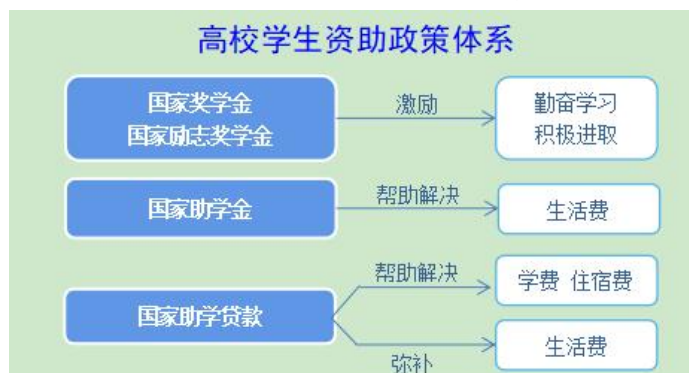 高校学生资助政策体系
国家奖学金
国家励志奖学金
激励
勤奋学习
积极进取
国家助学金
帮助解决
生活费
国家助学贷款
帮助解决
学费 住宿费
弥补
生活费